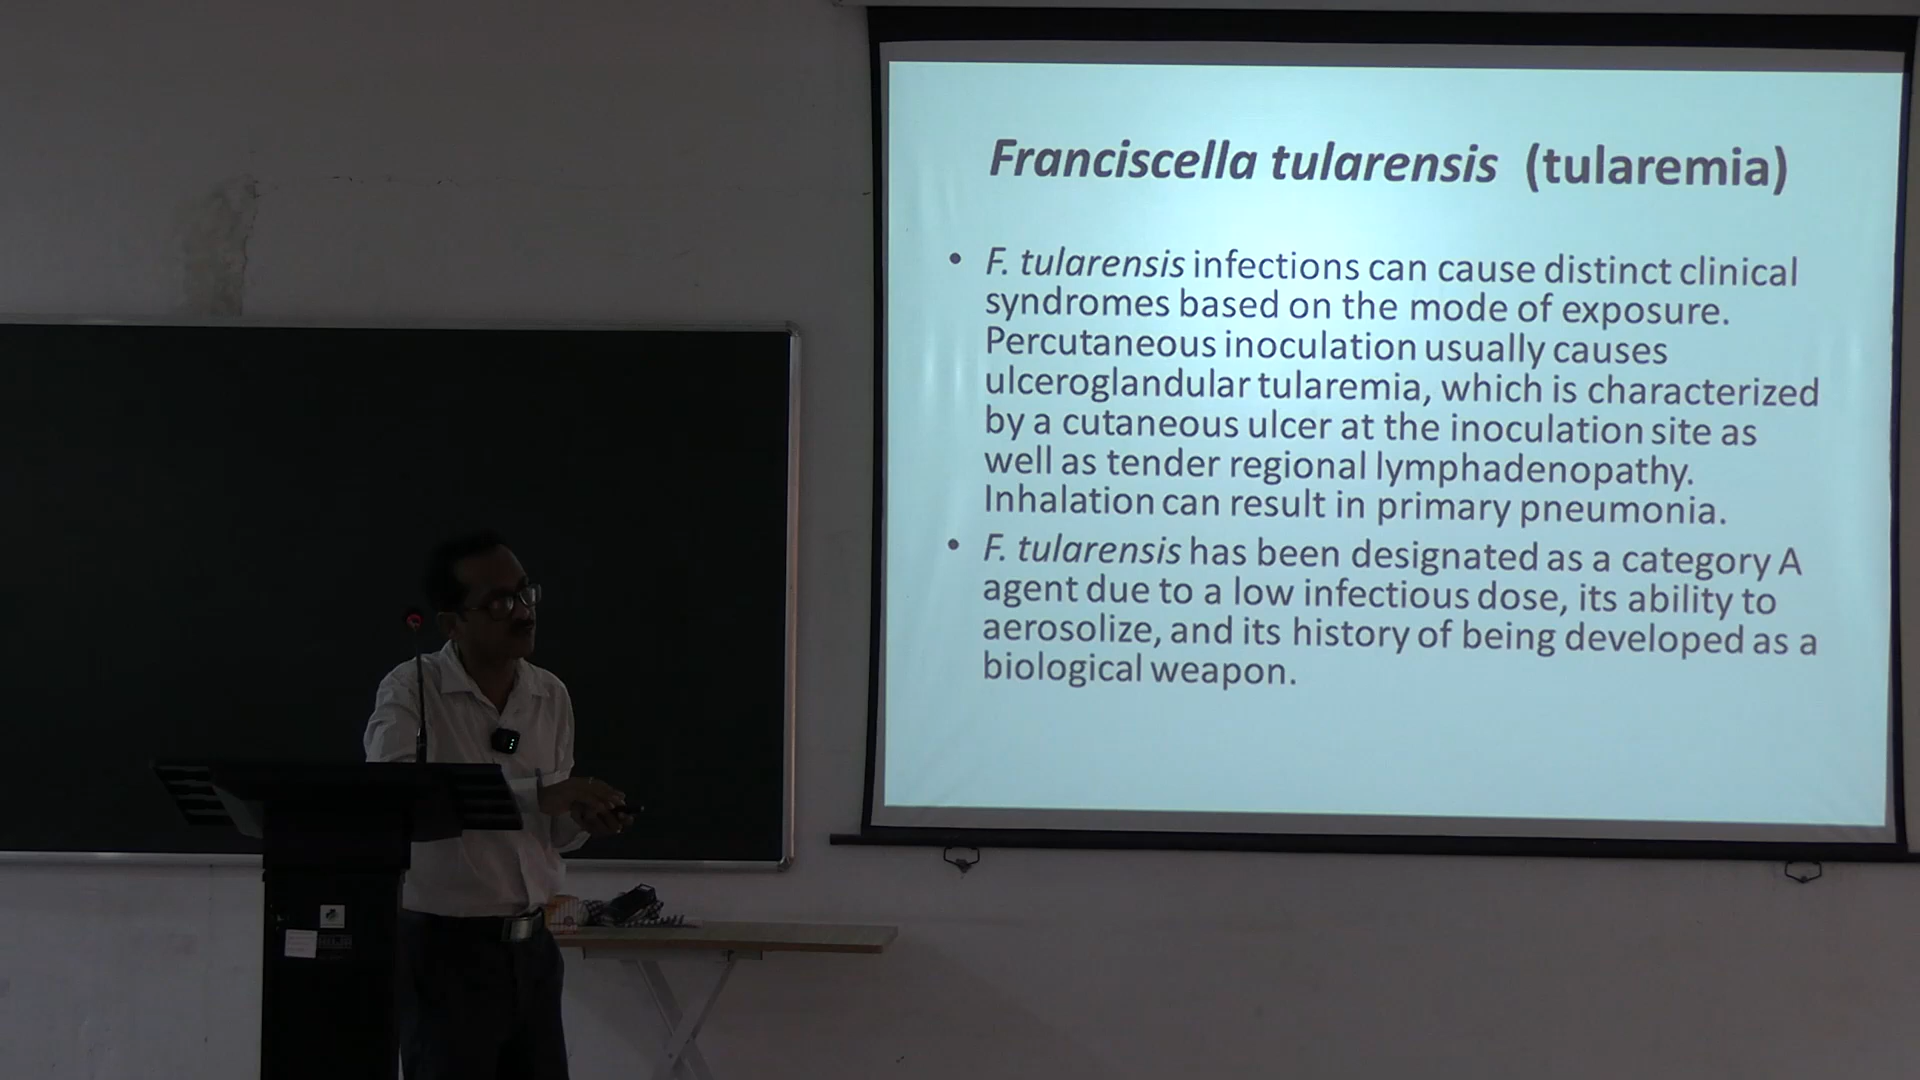 Franciscella tularensis (tularemia)
• F. tularensis infections can cause distinct clinical
syndromes based on the mode of exposure.
Percutaneous inoculation usually causes
ulceroglandular tularemia, which is characterized
by a cutaneous ulcer at the inoculation site as
well as tender regional lymphadenopathy.
Inhalation can result in primary pneumonia.
• F. tularensis has been designated as a category A
agent due to a low infectious dose, its ability to
aerosolize, and its history of being developed as a
biological weapon.